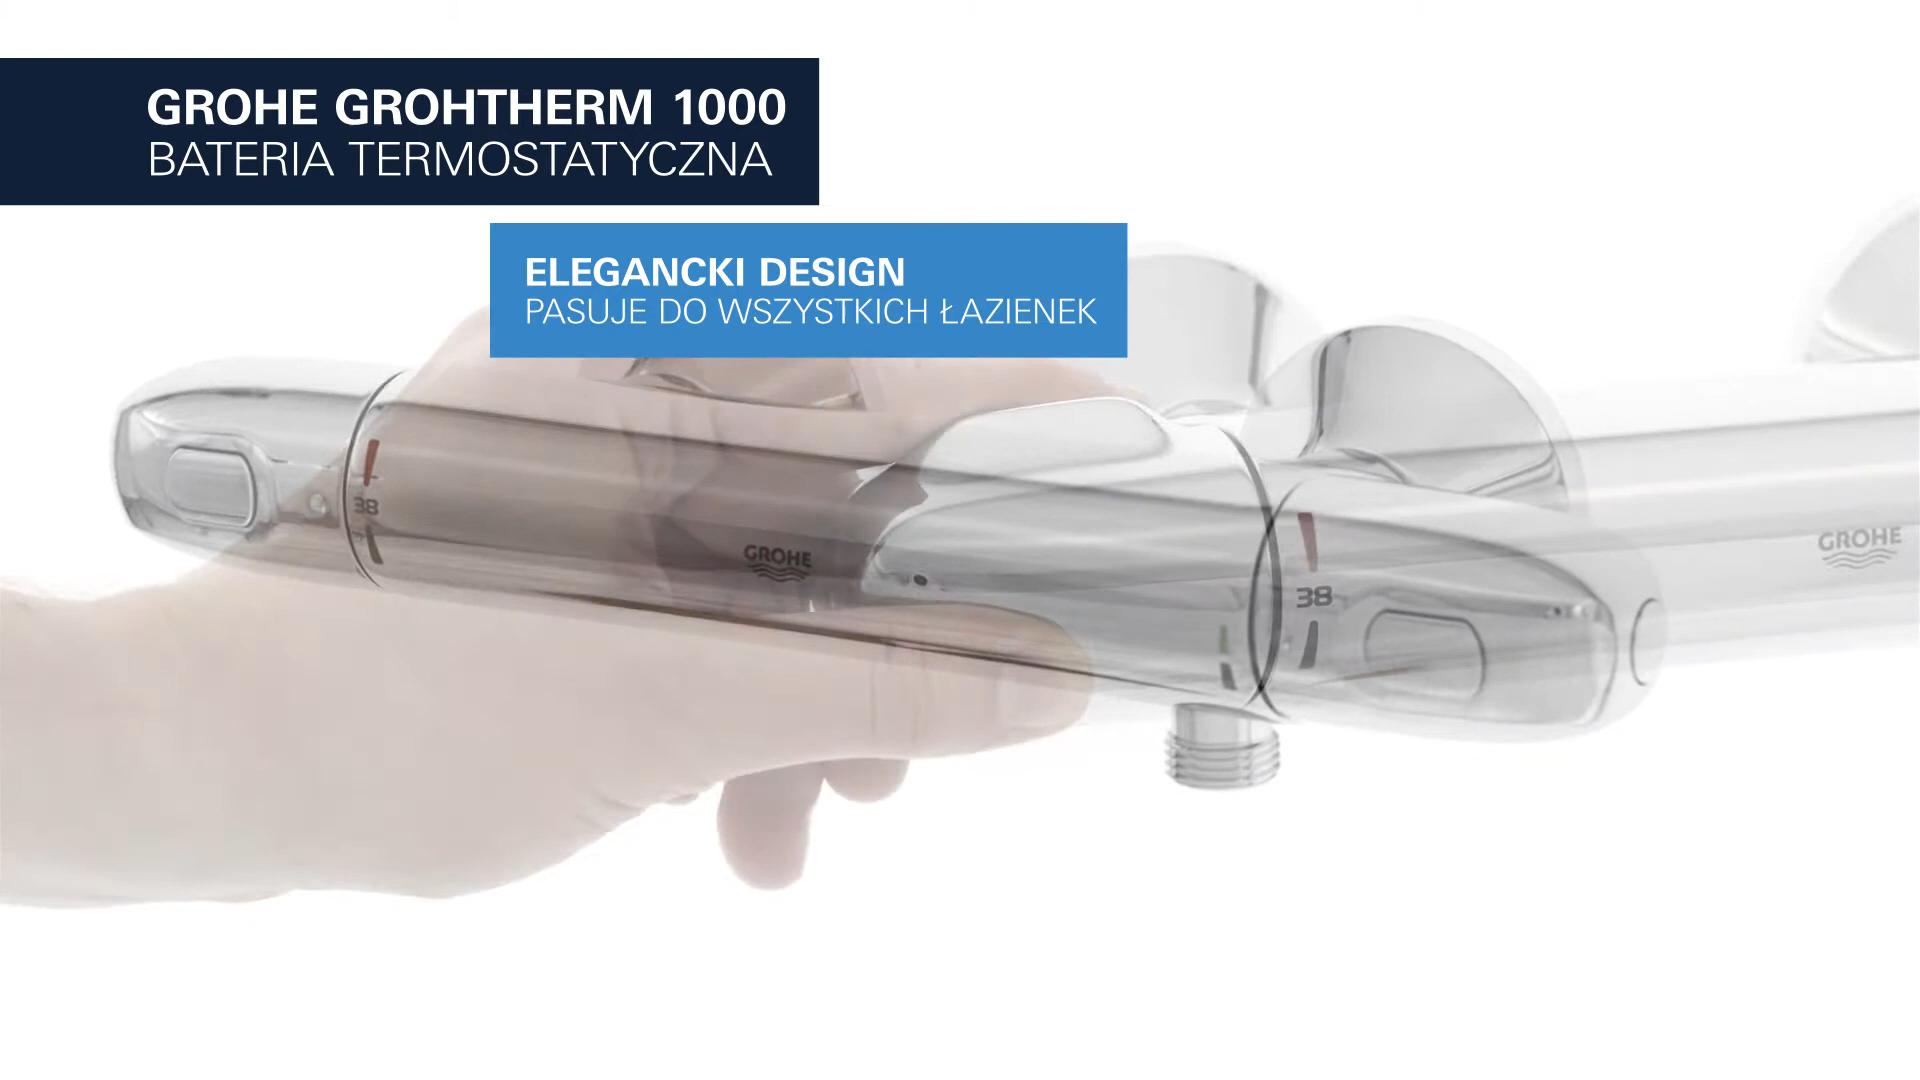 GROHE GROHTHERM 1000
BATERIA TERMOSTATYCZNA
ELEGANCKI DESIGN
PASUJE DO WSZYSTKICH ŁAZIENEK
38
GROHE
38
GROHE